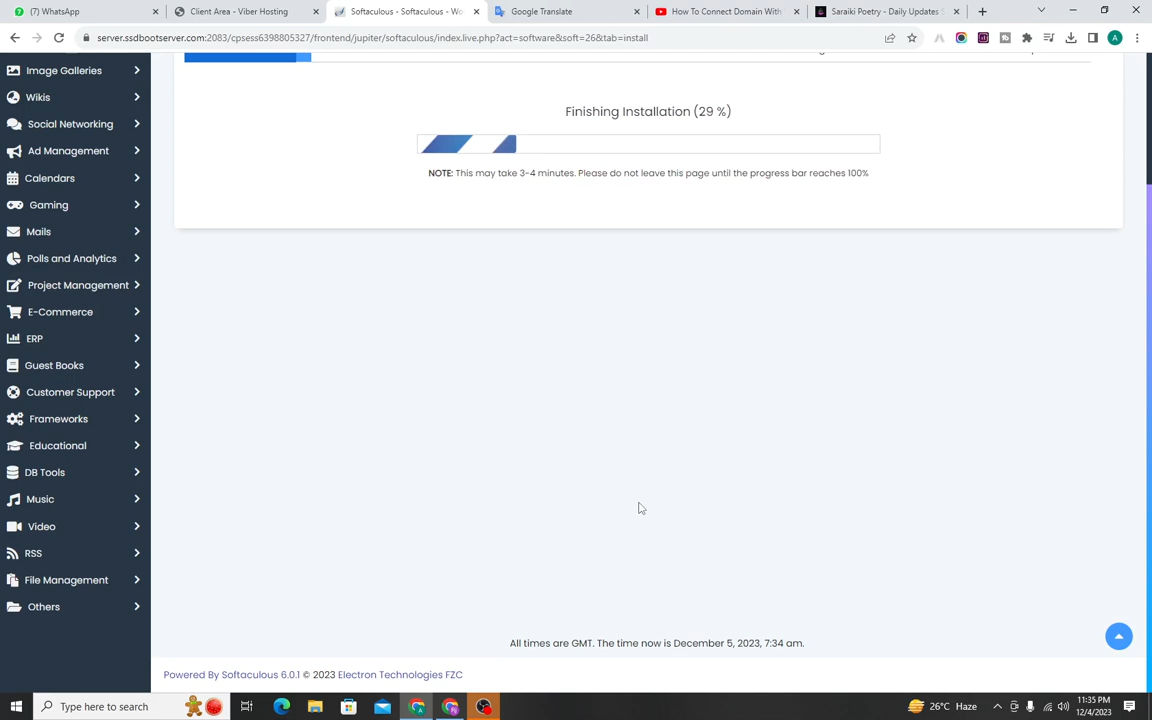 (7) WhatsApp
Client Area - Viber Hosting
Softaculous - Softaculous - Wo
Google Translate
How To Connect Domain With
Saraiki Poetry - Daily Updates S
server.ssdbootserver.com:2083/cpsess6398805327/frontend/jupiter/softaculous/index.live.php?act=software&soft=26&tab=install
Image Galleries
Wikis
Social Networking
Ad Management
Calendars
Gaming
Mails
Polls and Analytics
Project Management
E-Commerce
ERP
Guest Books
Customer Support
Frameworks
Educational
DB Tools
Music
Video
RSS
File Management
Others
Finishing Installation (29 %)
NOTE: This may take 3-4 minutes. Please do not leave this page until the progress bar reaches 100%
All times are GMT. The time now is December 5, 2023, 7:34 am.
Powered By Softaculous 6.0.1 © 2023 Electron Technologies FZC
Type here to search
26°C Haze
11:35 PM
12/4/2023